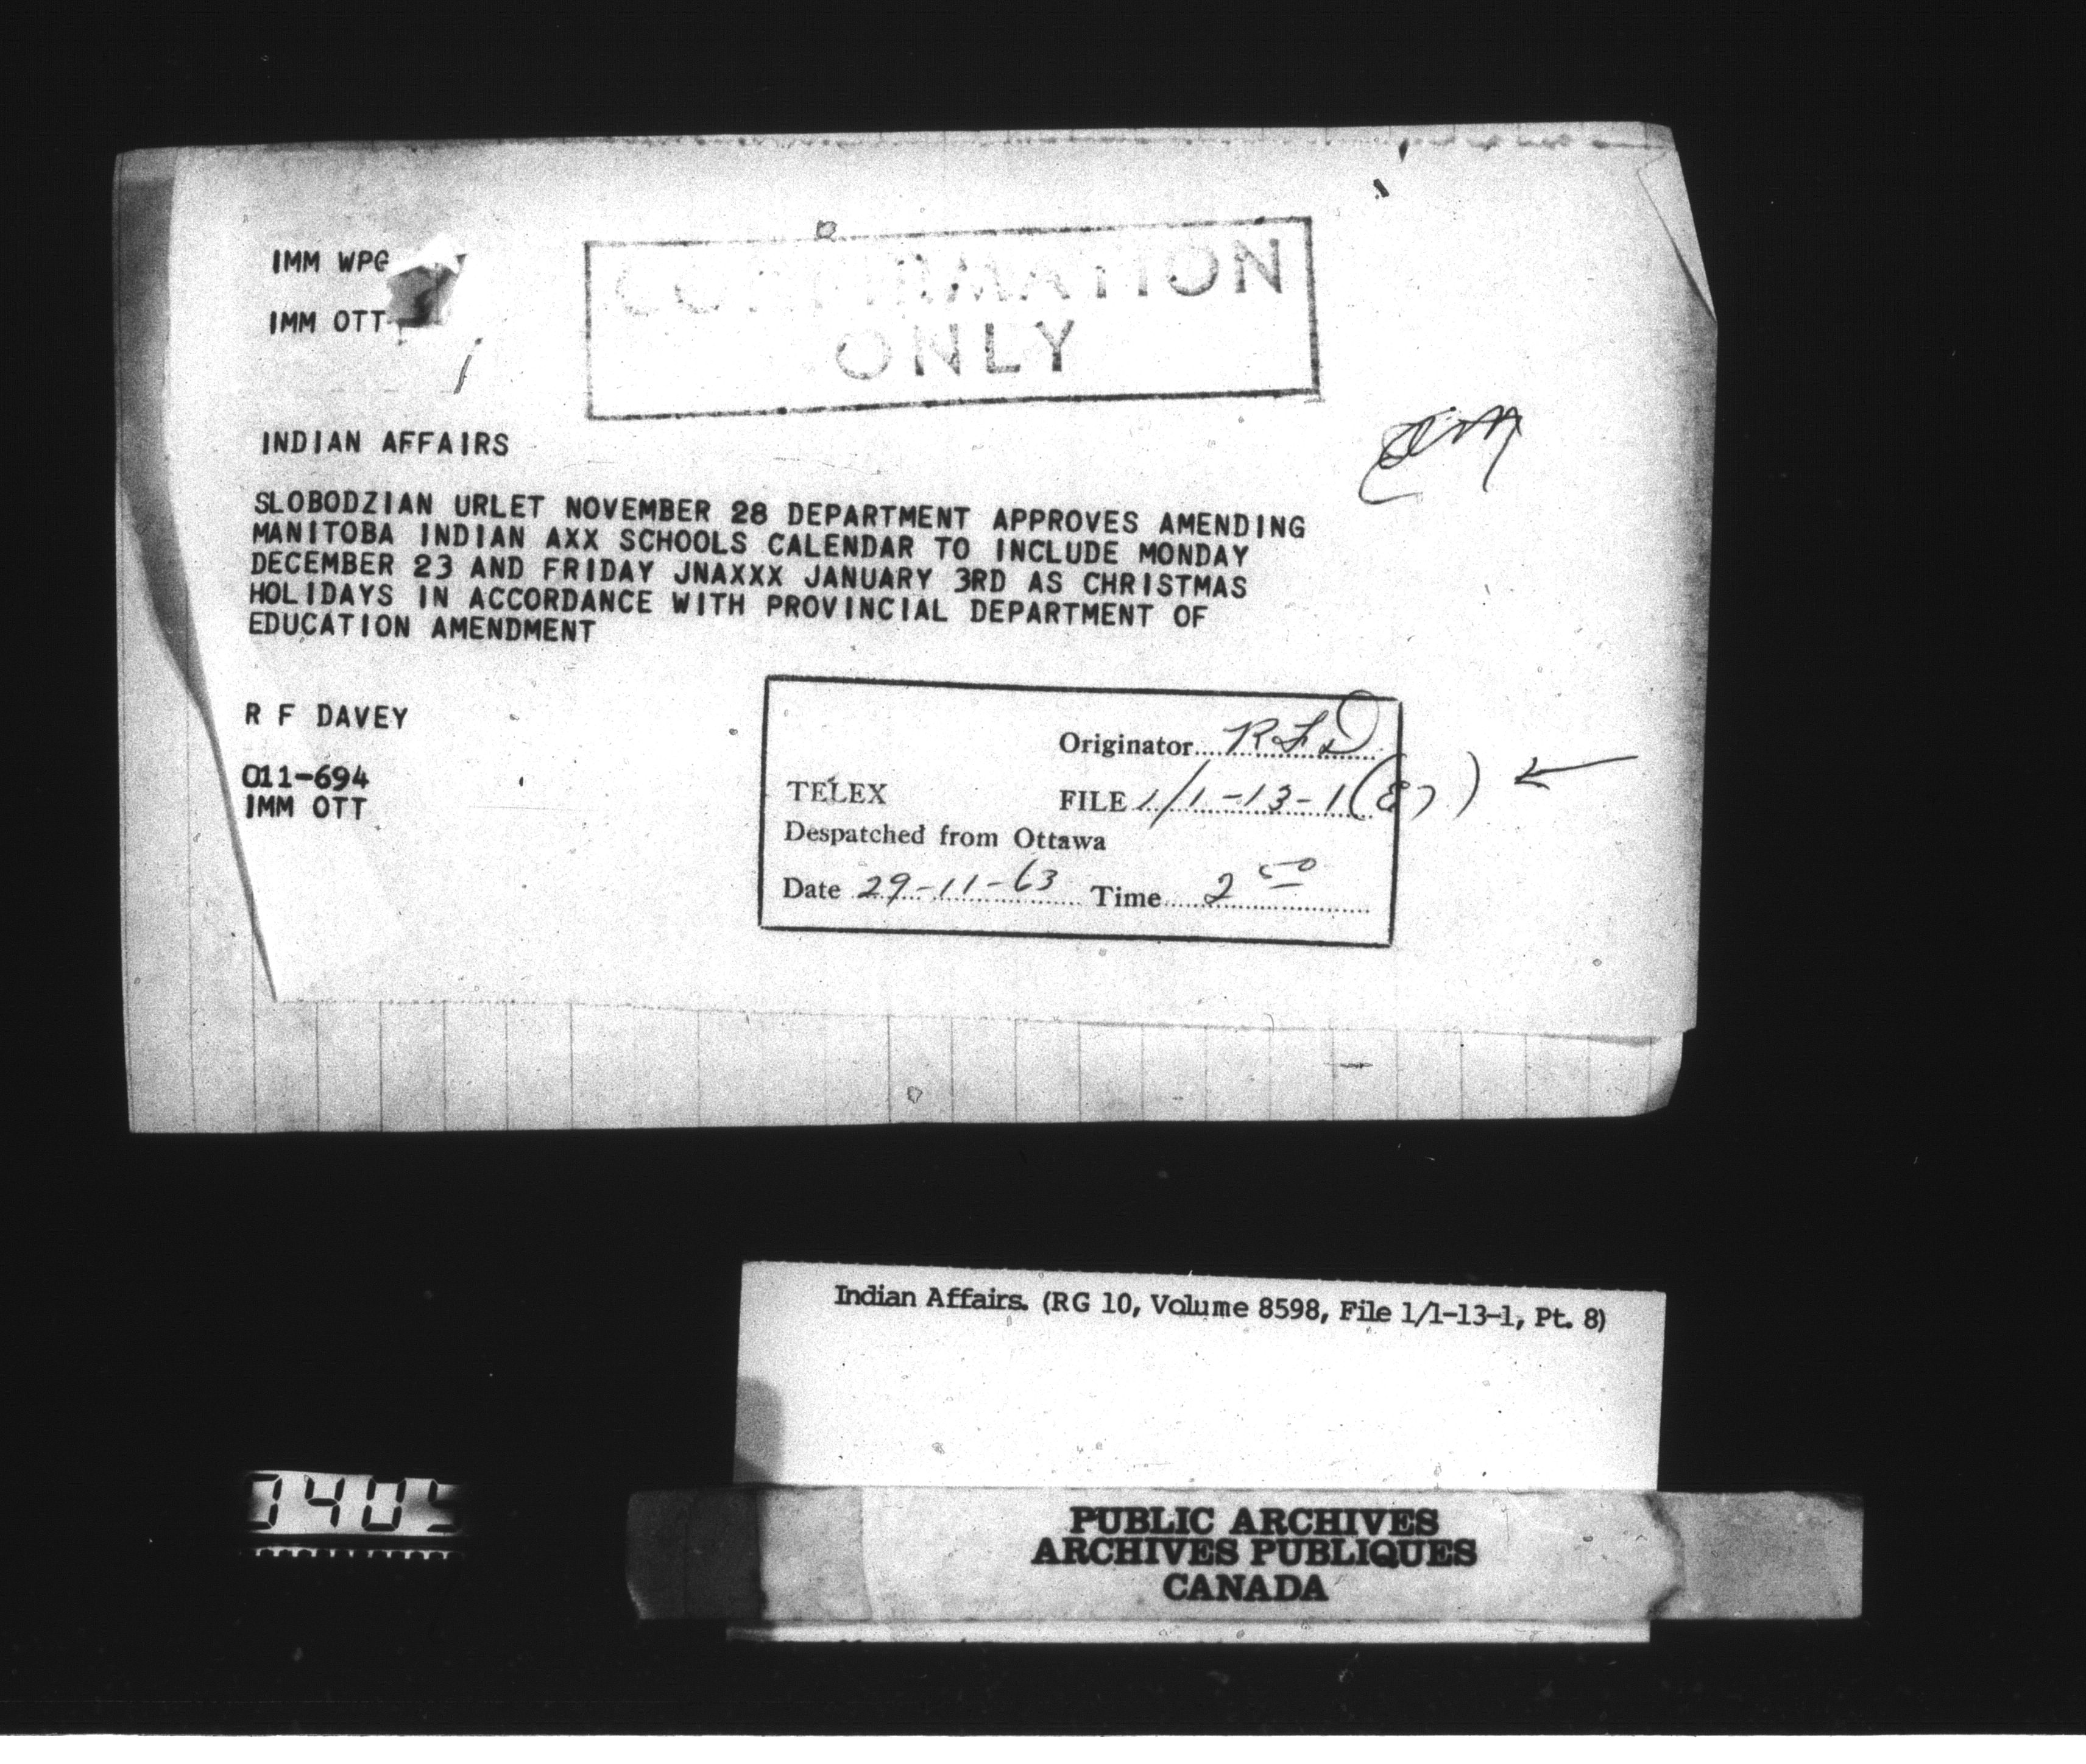 IMM WPG
IMM OTT
CONFIRMATION
ONLY
INDIAN AFFAIRS
SLOBODZIAN URLET NOVEMBER 28 DEPARTMENT APPROVES AMENDING
MANITOBA INDIAN AXX SCHOOLS CALENDAR TO INCLUDE MONDAY
DECEMBER 23 AND FRIDAY JNAXXX JANUARY 3RD AS CHRISTMAS
HOLIDAYS IN ACCORDANCE WITH PROVINCIAL DEPARTMENT OF
EDUCATION AMENDMENT
R F DAVEY
011-694
IMM OTT
Originator RFD
TELEX FILE 1/1-13-1 (E7)
Despatched from Ottawa
Date 29-11-63 Time 2 50
Indian Affairs. (RG 10, Volume 8598, File 1/1-13-1, Pt. 8)
PUBLIC ARCHIVES
ARCHIVES PUBLIQUES
CANADA